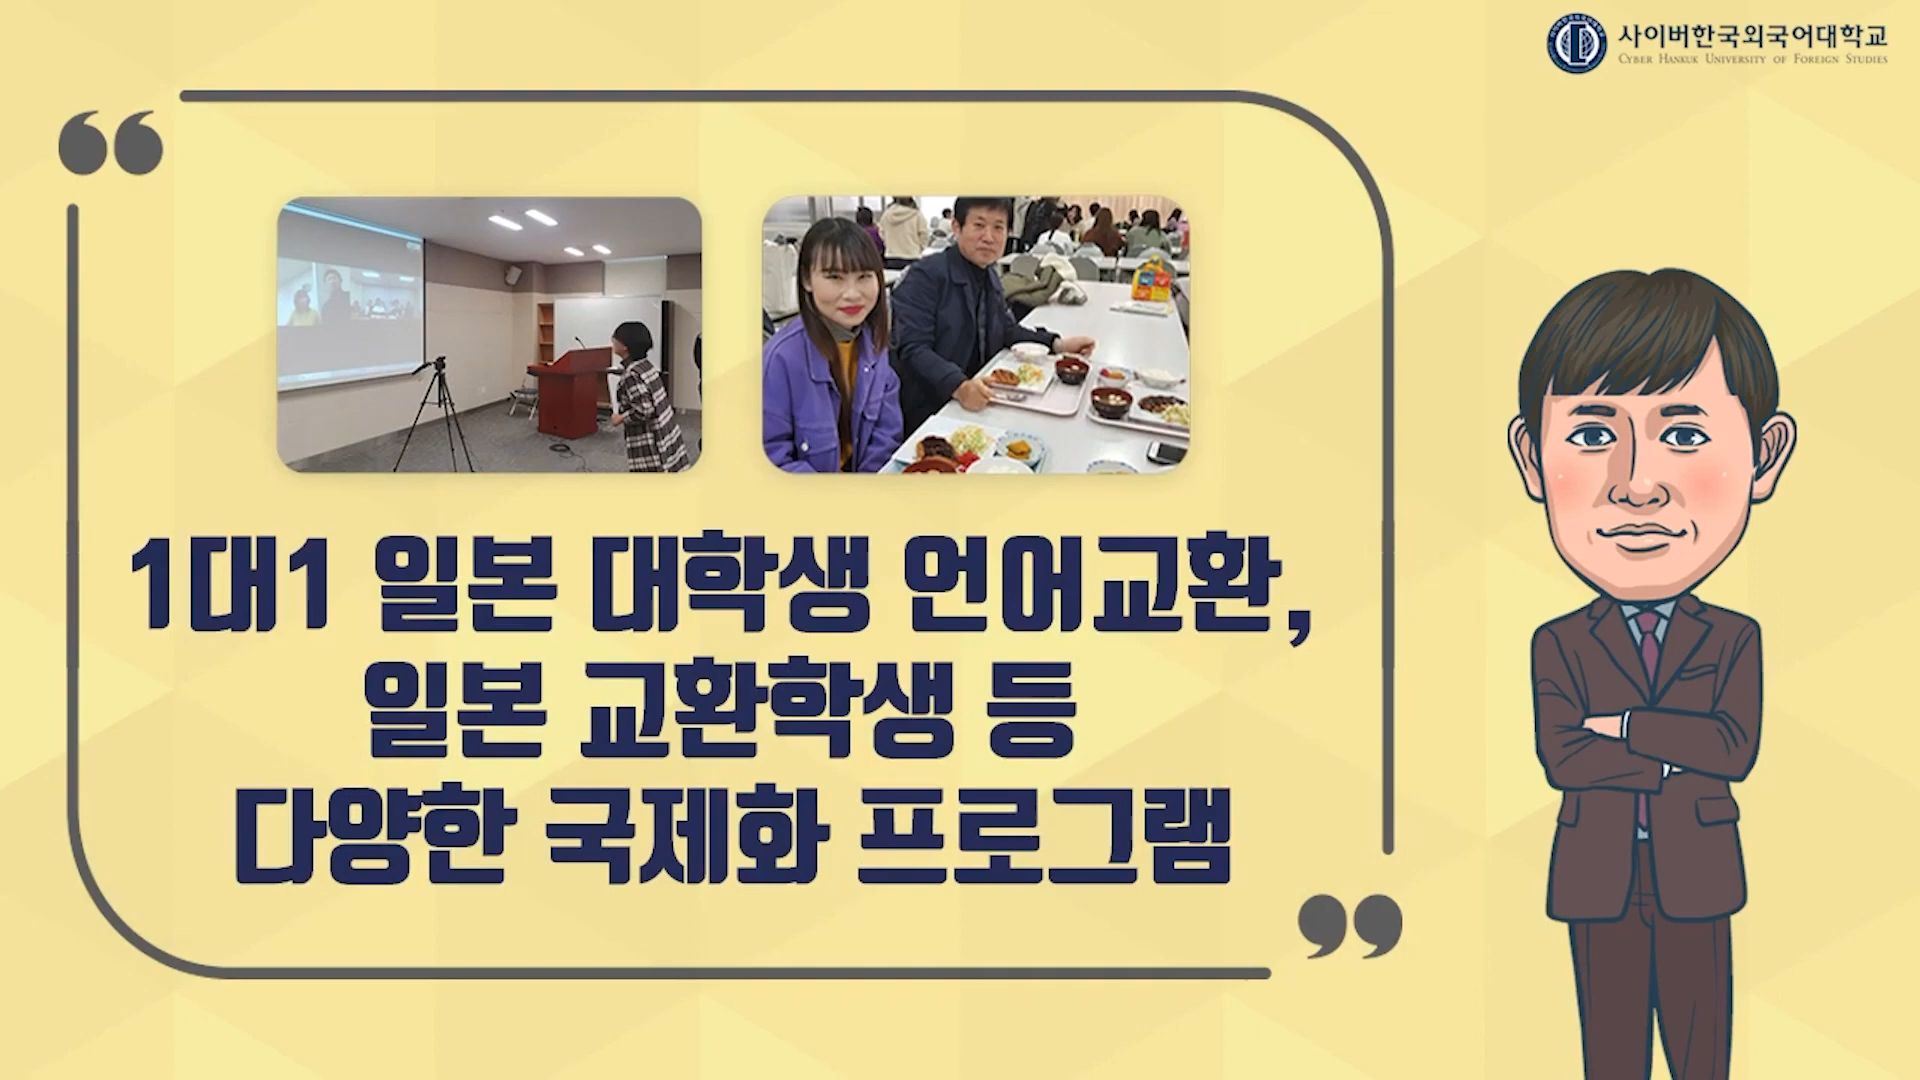 사이버한국외국어대학교
CYBER HANKUK UNIVERSITY OF FOREIGN STUDIES
1대1 일본 대학생 언어교환,
일본 교환학생 등
다양한 국제화 프로그램